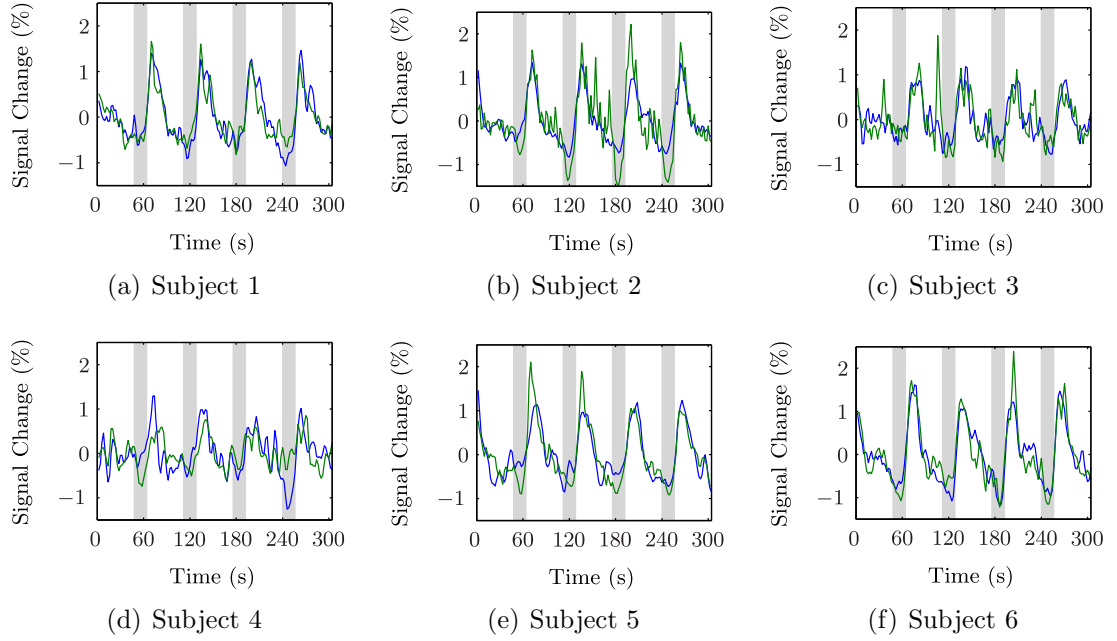 Signal Change (%)
2
1
0
−1
0 60 120 180 240 300
Time (s)
(a) Subject 1
Signal Change (%)
2
1
0
−1
0 60 120 180 240 300
Time (s)
(b) Subject 2
Signal Change (%)
2
1
0
−1
0 60 120 180 240 300
Time (s)
(c) Subject 3
Signal Change (%)
2
1
0
−1
0 60 120 180 240 300
Time (s)
(d) Subject 4
Signal Change (%)
2
1
0
−1
0 60 120 180 240 300
Time (s)
(e) Subject 5
Signal Change (%)
2
1
0
−1
0 60 120 180 240 300
Time (s)
(f) Subject 6